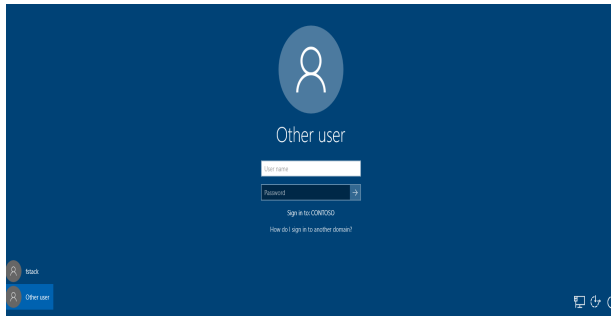 Other user
User name
Password
Sign in to: CONTOSO
How do I sign in to another domain?
fstack
Other user